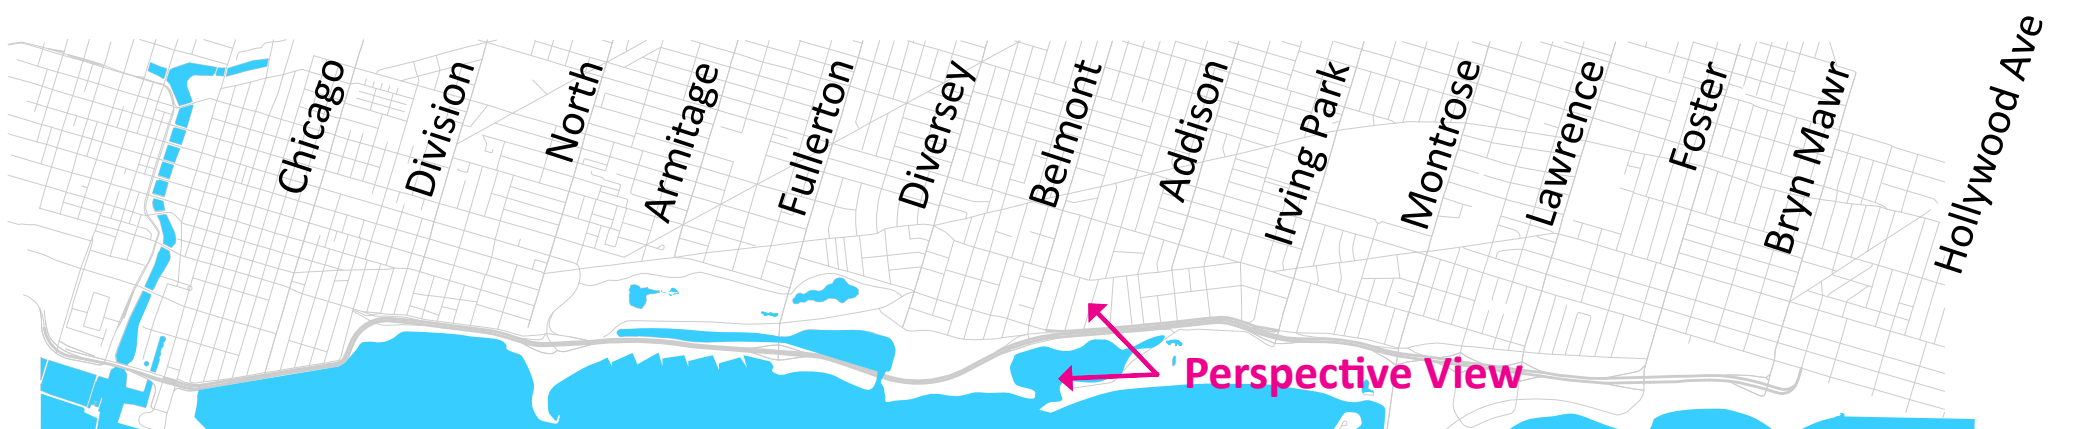 Chicago
Division
North
Armitage
Fullerton
Diversey
Belmont
Addison
Irving Park
Montrose
Lawrence
Foster
Bryn Mawr
Hollywood Ave
Perspective View